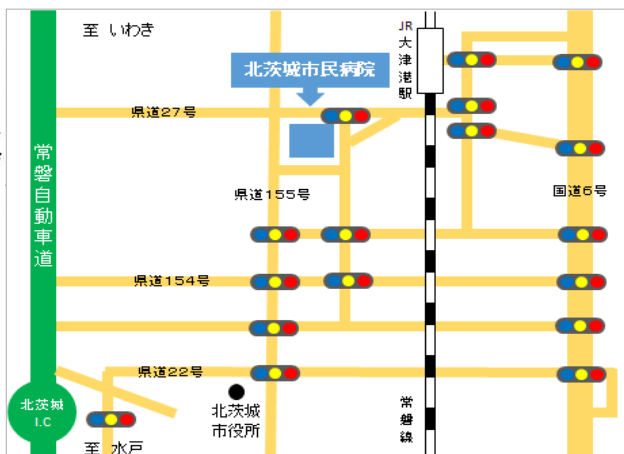 至 いわき
北茨城市民病院
JR
大津港駅
県道27号
常磐自動車道
県道155号
国道6号
県道154号
県道22号
北茨城
I.C
北茨城
市役所
常磐線
至 水戸